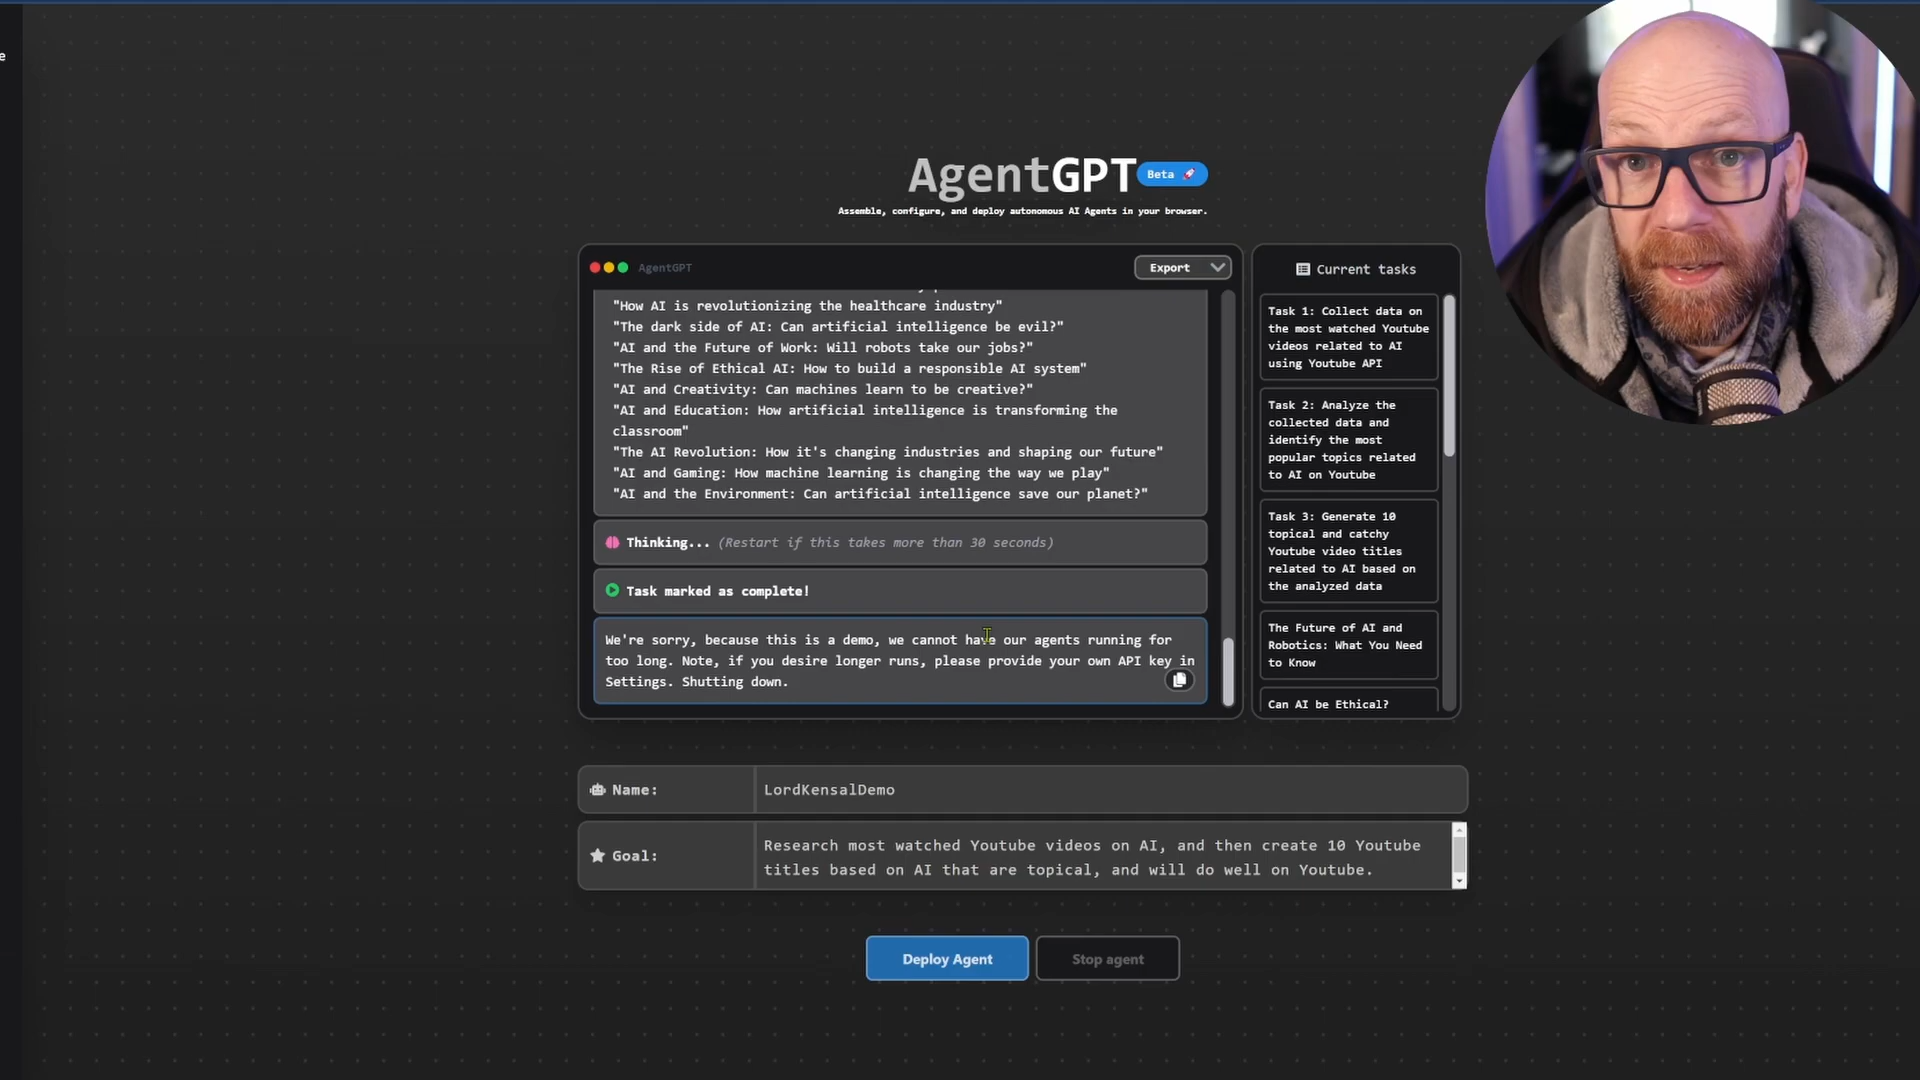 e
AgentGPT
Beta
Assemble, configure, and deploy autonomous AI Agents in your browser.
AgentGPT
Export
"How AI is revolutionizing the healthcare industry"
"The dark side of AI: Can artificial intelligence be evil?"
"AI and the Future of Work: Will robots take our jobs?"
"The Rise of Ethical AI: How to build a responsible AI system"
"AI and Creativity: Can machines learn to be creative?"
"AI and Education: How artificial intelligence is transforming the
classroom"
"The AI Revolution: How it's changing industries and shaping our future"
"AI and Gaming: How machine learning is changing the way we play"
"AI and the Environment: Can artificial intelligence save our planet?"
Thinking... (Restart if this takes more than 30 seconds)
Task marked as complete!
We're sorry, because this is a demo, we cannot have our agents running for
too long. Note, if you desire longer runs, please provide your own API key in
Settings. Shutting down.
Current tasks
Task 1: Collect data on
the most watched Youtube
videos related to AI
using Youtube API
Task 2: Analyze the
collected data and
identify the most
popular topics related
to AI on Youtube
Task 3: Generate 10
topical and catchy
Youtube video titles
related to AI based on
the analyzed data
The Future of AI and
Robotics: What You Need
to Know
Can AI be Ethical?
Name:
LordKensalDemo
Goal:
Research most watched Youtube videos on AI, and then create 10 Youtube
titles based on AI that are topical, and will do well on Youtube.
Deploy Agent
Stop agent